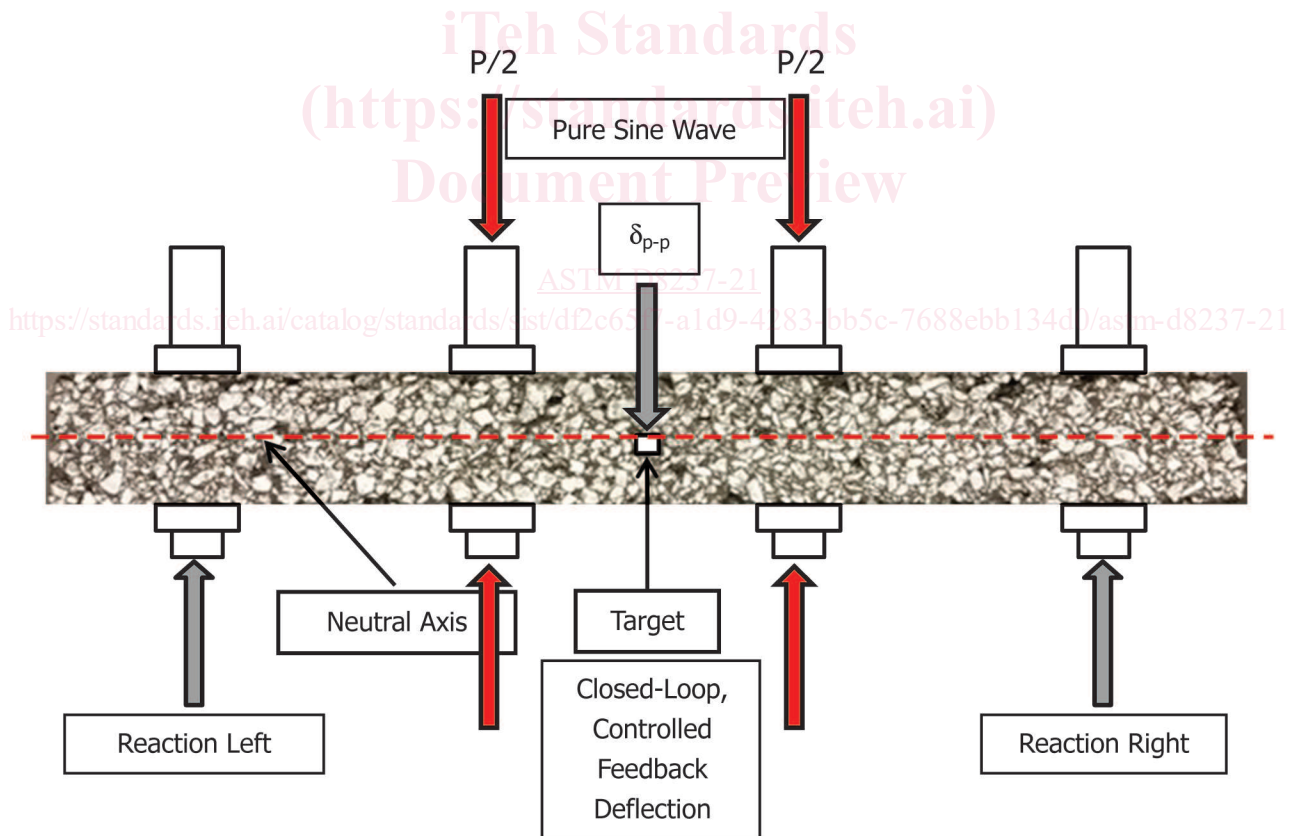 iTeh Standards
P/2
P/2
(https://standards.iteh.ai)
Pure Sine Wave
Document Preview
δp-p
ASTM D8237-21
https://standards.iteh.ai/catalog/standards/sist/df2c65f7-a1d9-4283-bb5c-7688ebb134d0/astm-d8237-21
Neutral Axis
Target
Closed-Loop,
Controlled
Feedback
Deflection
Reaction Left
Reaction Right